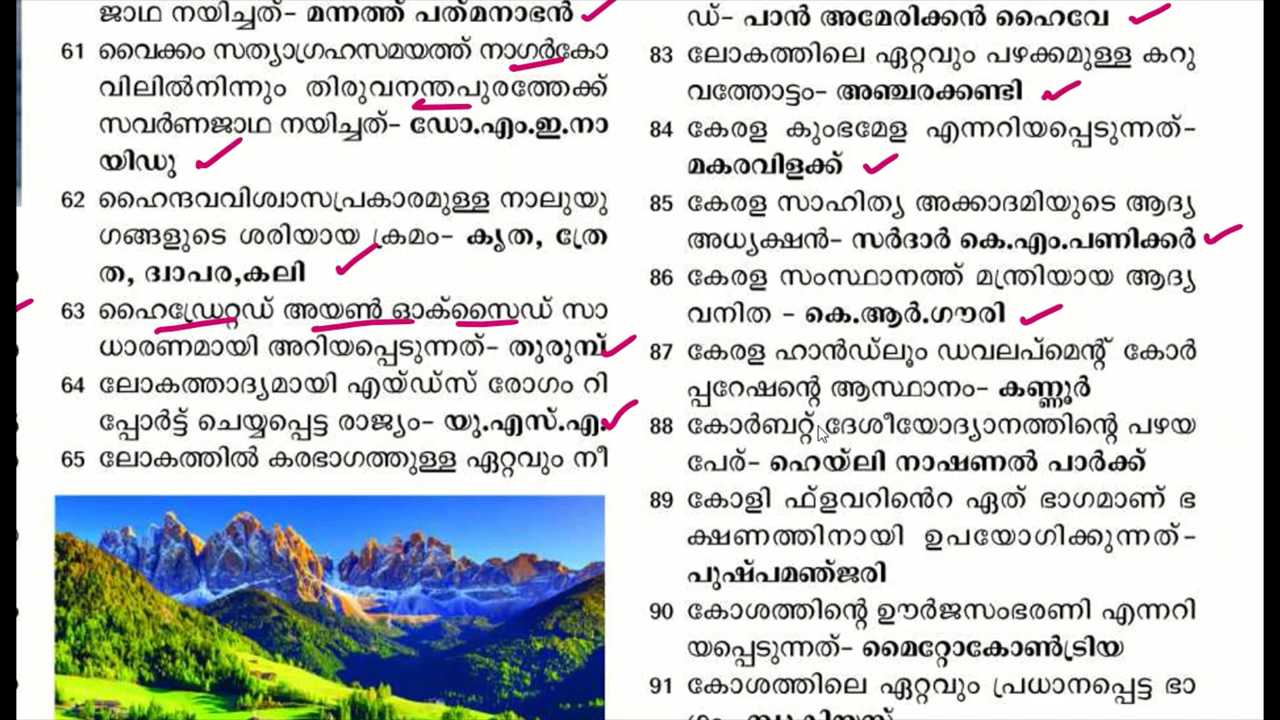 ജാഥ നയിച്ചത്- മന്നത്ത് പത്മനാഭൻ
61 വൈക്കം സത്യാഗ്രഹസമയത്ത് നാഗർകോ
വിലിൽനിന്നും തിരുവനന്തപുരത്തേക്ക്
സവർണജാഥ നയിച്ചത്- ഡോ.എം.ഇ.നാ
യിഡു
62 ഹൈന്ദവവിശ്വാസപ്രകാരമുള്ള നാലുയു
ഗങ്ങളുടെ ശരിയായ ക്രമം- കൃത, ത്രേ
ത, ദ്വാപര,കലി
63 ഹൈഡ്രേറ്റഡ് അയൺ ഓക്സൈഡ് സാ
ധാരണമായി അറിയപ്പെടുന്നത്- തുരുമ്പ്
64 ലോകത്താദ്യമായി എയ്ഡ്സ് രോഗം റി
പ്പോർട്ട് ചെയ്യപ്പെട്ട രാജ്യം- യു.എസ്.എ.
65 ലോകത്തിൽ കരഭാഗത്തുള്ള ഏറ്റവും നീ
ഡ്- പാൻ അമേരിക്കൻ ഹൈവേ
83 ലോകത്തിലെ ഏറ്റവും പഴക്കമുള്ള കറു
വത്തോട്ടം- അഞ്ചരക്കണ്ടി
84 കേരള കുംഭമേള എന്നറിയപ്പെടുന്നത്-
മകരവിളക്ക്
85 കേരള സാഹിത്യ അക്കാദമിയുടെ ആദ്യ
അധ്യക്ഷൻ- സർദാർ കെ.എം.പണിക്കർ
86 കേരള സംസ്ഥാനത്ത് മന്ത്രിയായ ആദ്യ
വനിത - കെ.ആർ.ഗൗരി
87 കേരള ഹാൻഡ്ലൂം ഡവലപ്മെന്റ് കോർ
പ്പറേഷന്റെ ആസ്ഥാനം- കണ്ണൂർ
88 കോർബറ്റ് ദേശീയോദ്യാനത്തിന്റെ പഴയ
പേര്- ഹെയ്‌ലി നാഷണൽ പാർക്ക്
89 കോളി ഫ്ളവറിൻെറ ഏത് ഭാഗമാണ് ഭ
ക്ഷണത്തിനായി ഉപയോഗിക്കുന്നത്-
പുഷ്പമഞ്ജരി
90 കോശത്തിന്റെ ഊർജസംഭരണി എന്നറി
യപ്പെടുന്നത്- മൈറ്റോകോൺട്രിയ
91 കോശത്തിലെ ഏറ്റവും പ്രധാനപ്പെട്ട ഭാ